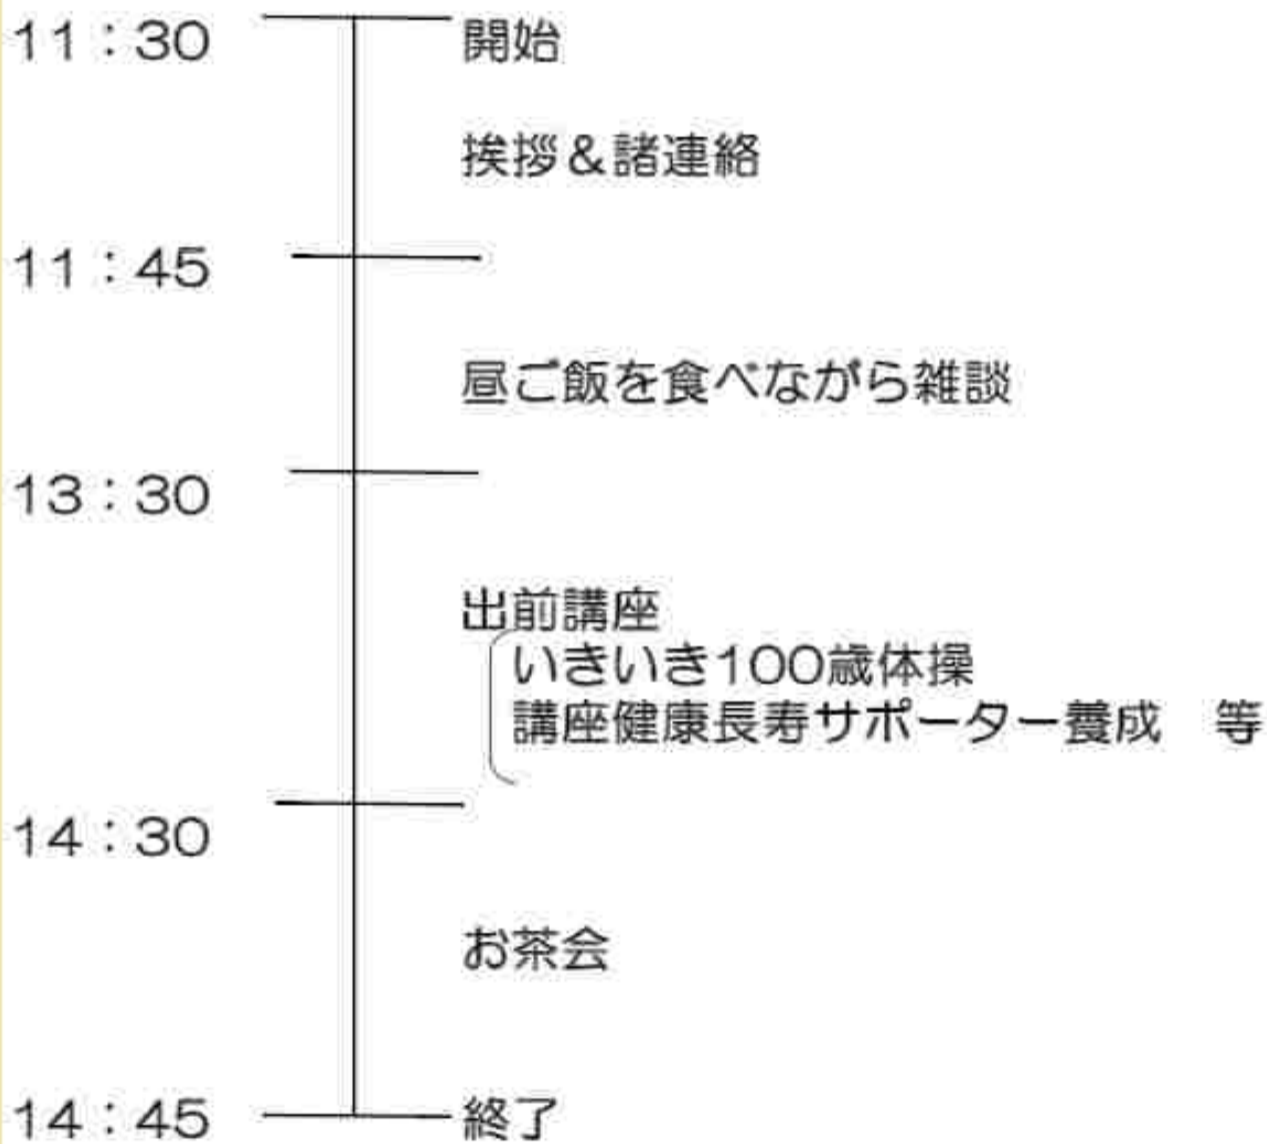 11：30 開始
挨拶＆諸連絡
11：45
昼ご飯を食べながら雑談
13：30
出前講座
いきいき100歳体操
講座健康長寿サポーター養成　等
14：30
お茶会
14：45 終了